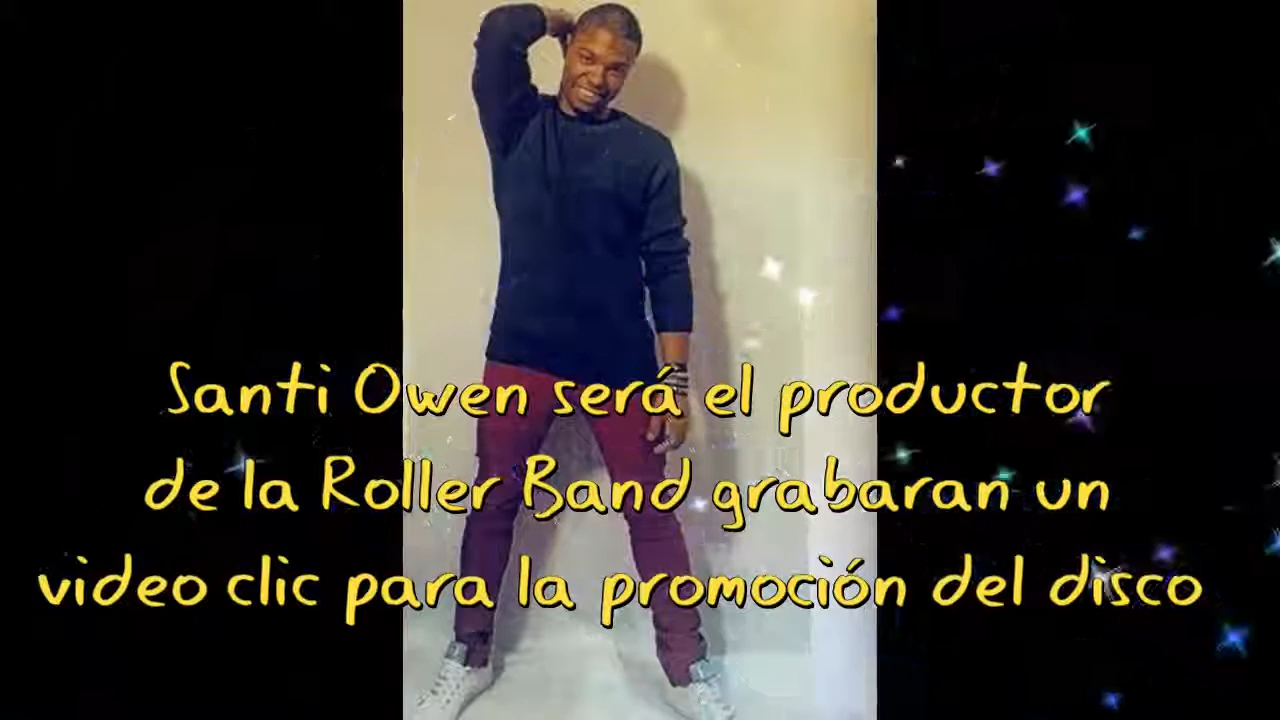 Santi Owen será el productor
de la Roller Band grabaran un
video clic para la promoción del disco